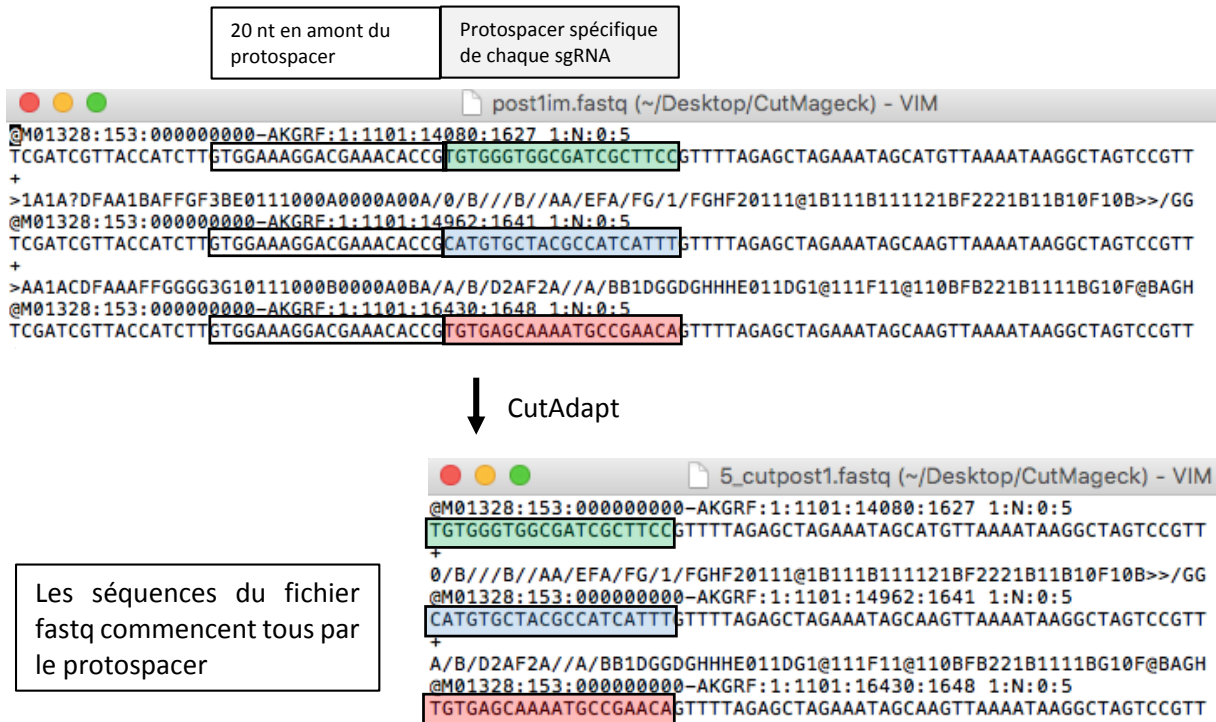 20 nt en amont du
protospacer
Protospacer spécifique
de chaque sgRNA
post1im.fastq (~/Desktop/CutMageck) - VIM
@M01328:153:000000000-AKGRF:1:1101:14080:1627 1:N:0:5
TCGATCGTTACCATCTTGTGGAAAGGACGAAACACCGTGTGGGTGGCGATCGCTTCCGTTTTAGAGCTAGAAATAGCATGTTAAAATAAGGCTAGTCCGTT
+
>1A1A?DFAA1BAFFGF3BE0111000A0000A00A/0/B///B//AA/EFA/FG/1/FGHF20111@1B111B111121BF2221B11B10F10B>>/GG
@M01328:153:000000000-AKGRF:1:1101:14962:1641 1:N:0:5
TCGATCGTTACCATCTTGTGGAAAGGACGAAACACCGCATGTGCTACGCCATCATTTGTTTTAGAGCTAGAAATAGCAAGTTAAAATAAGGCTAGTCCGTT
+
>AA1ACDFAAAFFGGGG3G10111000B0000A0BA/A/B/D2AF2A//A/BB1DGGDGHHHE011DG1@111F11@110BFB221B1111BG10F@BAGH
@M01328:153:000000000-AKGRF:1:1101:16430:1648 1:N:0:5
TCGATCGTTACCATCTTGTGGAAAGGACGAAACACCGTGTGAGCAAAATGCCGAACAGTTTTAGAGCTAGAAATAGCAAGTTAAAATAAGGCTAGTCCGTT
CutAdapt
5_cutpost1.fastq (~/Desktop/CutMageck) - VIM
@M01328:153:000000000-AKGRF:1:1101:14080:1627 1:N:0:5
TGTGGGTGGCGATCGCTTCCGTTTTAGAGCTAGAAATAGCATGTTAAAATAAGGCTAGTCCGTT
+
0/B///B//AA/EFA/FG/1/FGHF20111@1B111B111121BF2221B11B10F10B>>/GG
@M01328:153:000000000-AKGRF:1:1101:14962:1641 1:N:0:5
CATGTGCTACGCCATCATTTGTTTTAGAGCTAGAAATAGCAAGTTAAAATAAGGCTAGTCCGTT
+
A/B/D2AF2A//A/BB1DGGDGHHHE011DG1@111F11@110BFB221B1111BG10F@BAGH
@M01328:153:000000000-AKGRF:1:1101:16430:1648 1:N:0:5
TGTGAGCAAAATGCCGAACAGTTTTAGAGCTAGAAATAGCAAGTTAAAATAAGGCTAGTCCGTT
Les séquences du fichier
fastq commencent tous par
le protospacer